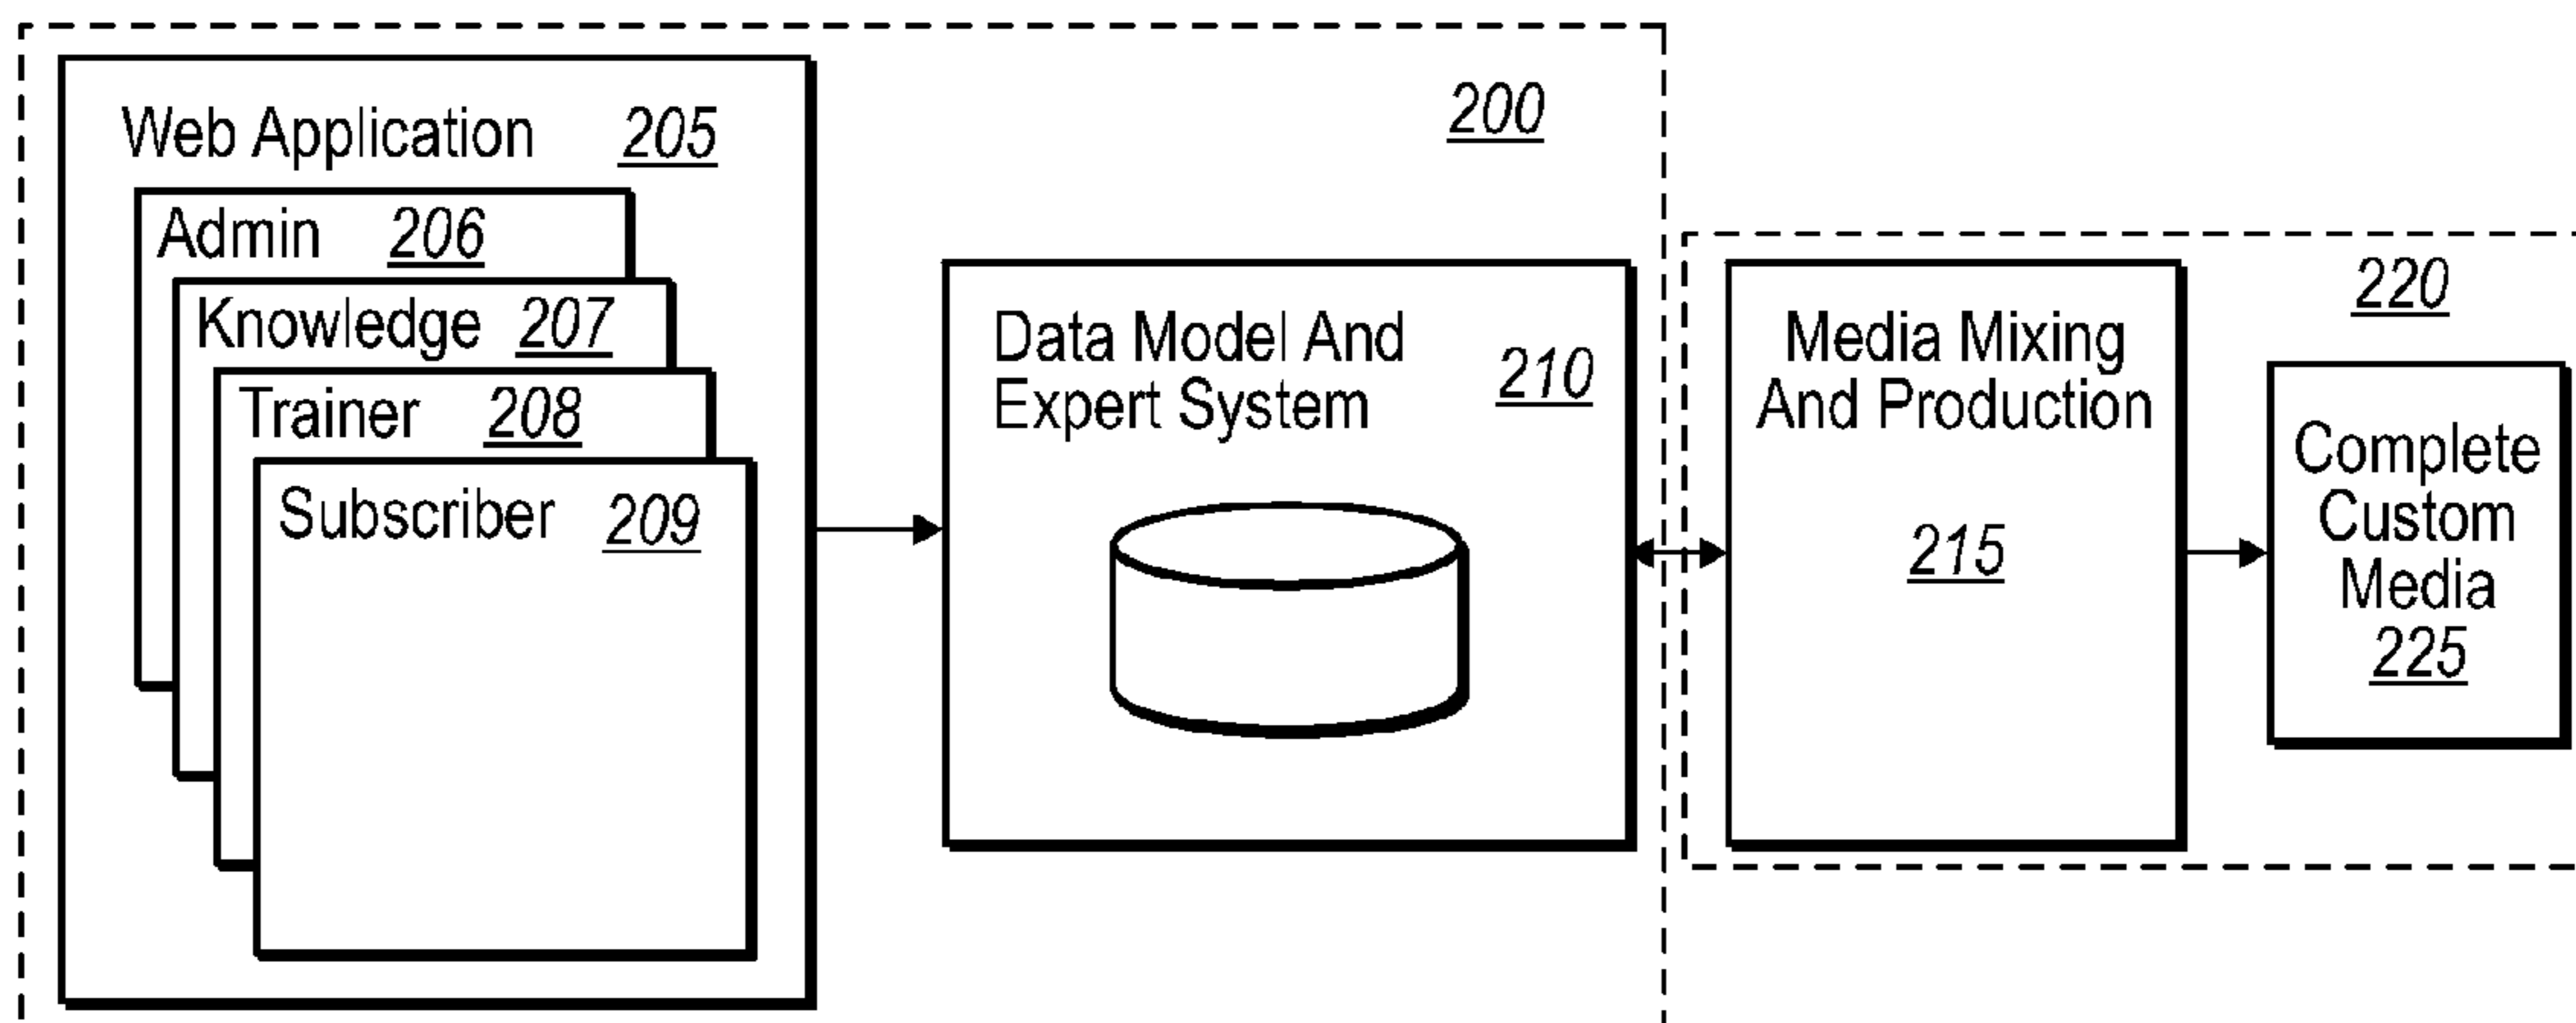 200
Web Application 205
Admin 206
Knowledge 207
Trainer 208
Subscriber 209
Data Model And
Expert System
210
220
Media Mixing
And Production
215
Complete
Custom
Media
225